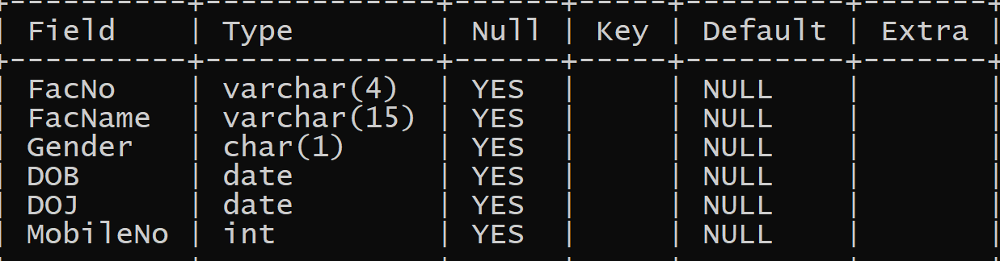 +----------+-------------+------+-----+---------+-------+
| Field    | Type        | Null | Key | Default | Extra |
+----------+-------------+------+-----+---------+-------+
| FacNo    | varchar(4)  | YES  |     | NULL    |       |
| FacName  | varchar(15) | YES  |     | NULL    |       |
| Gender   | char(1)     | YES  |     | NULL    |       |
| DOB      | date        | YES  |     | NULL    |       |
| DOJ      | date        | YES  |     | NULL    |       |
| MobileNo | int         | YES  |     | NULL    |       |